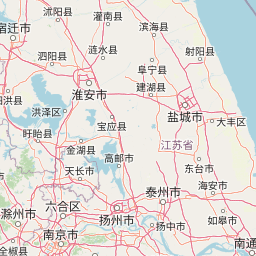 沭阳县
灌南县
滨海县
宿迁市
泗阳县
涟水县
射阳县
阜宁县
淮安市
建湖县
洪泽区
盐城市
大丰区
盱眙县
宝应县
金湖县
江苏省
高邮市
天长市
东台市
海安市
泰州市
六合区
扬州市
滁州市
扬中市
如皋市
南京市
全椒县
南通